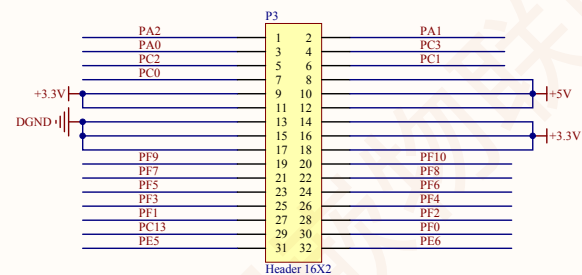 P3
PA2 1 2 PA1
PA0 3 4 PC3
PC2 5 6 PC1
PC0 7 8
+3.3V 9 10 +5V
11 12
DGND 13 14
15 16 +3.3V
17 18
PF9 19 20 PF10
PF7 21 22 PF8
PF5 23 24 PF6
PF3 25 26 PF4
PF1 27 28 PF2
PC13 29 30 PF0
PE5 31 32 PE6
Header 16X2